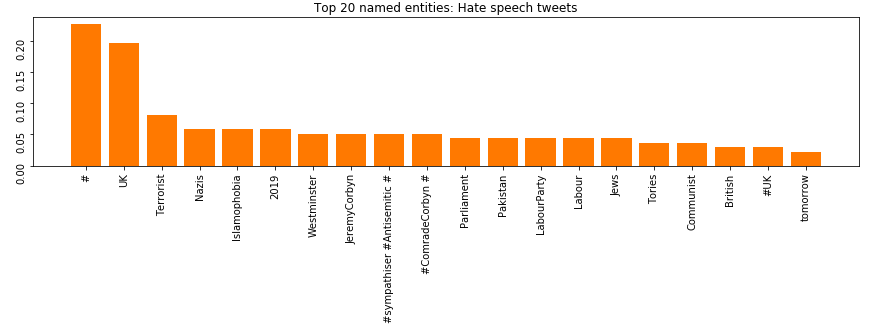 Top 20 named entities: Hate speech tweets
0.20
0.15
0.10
0.05
0.00
#
UK
Terrorist
Nazis
Islamophobia
2019
Westminster
JeremyCorbyn
#sympathiser #Antisemitic #
#ComradeCorbyn #
Parliament
Pakistan
LabourParty
Labour
Jews
Tories
Communist
British
#UK
tomorrow